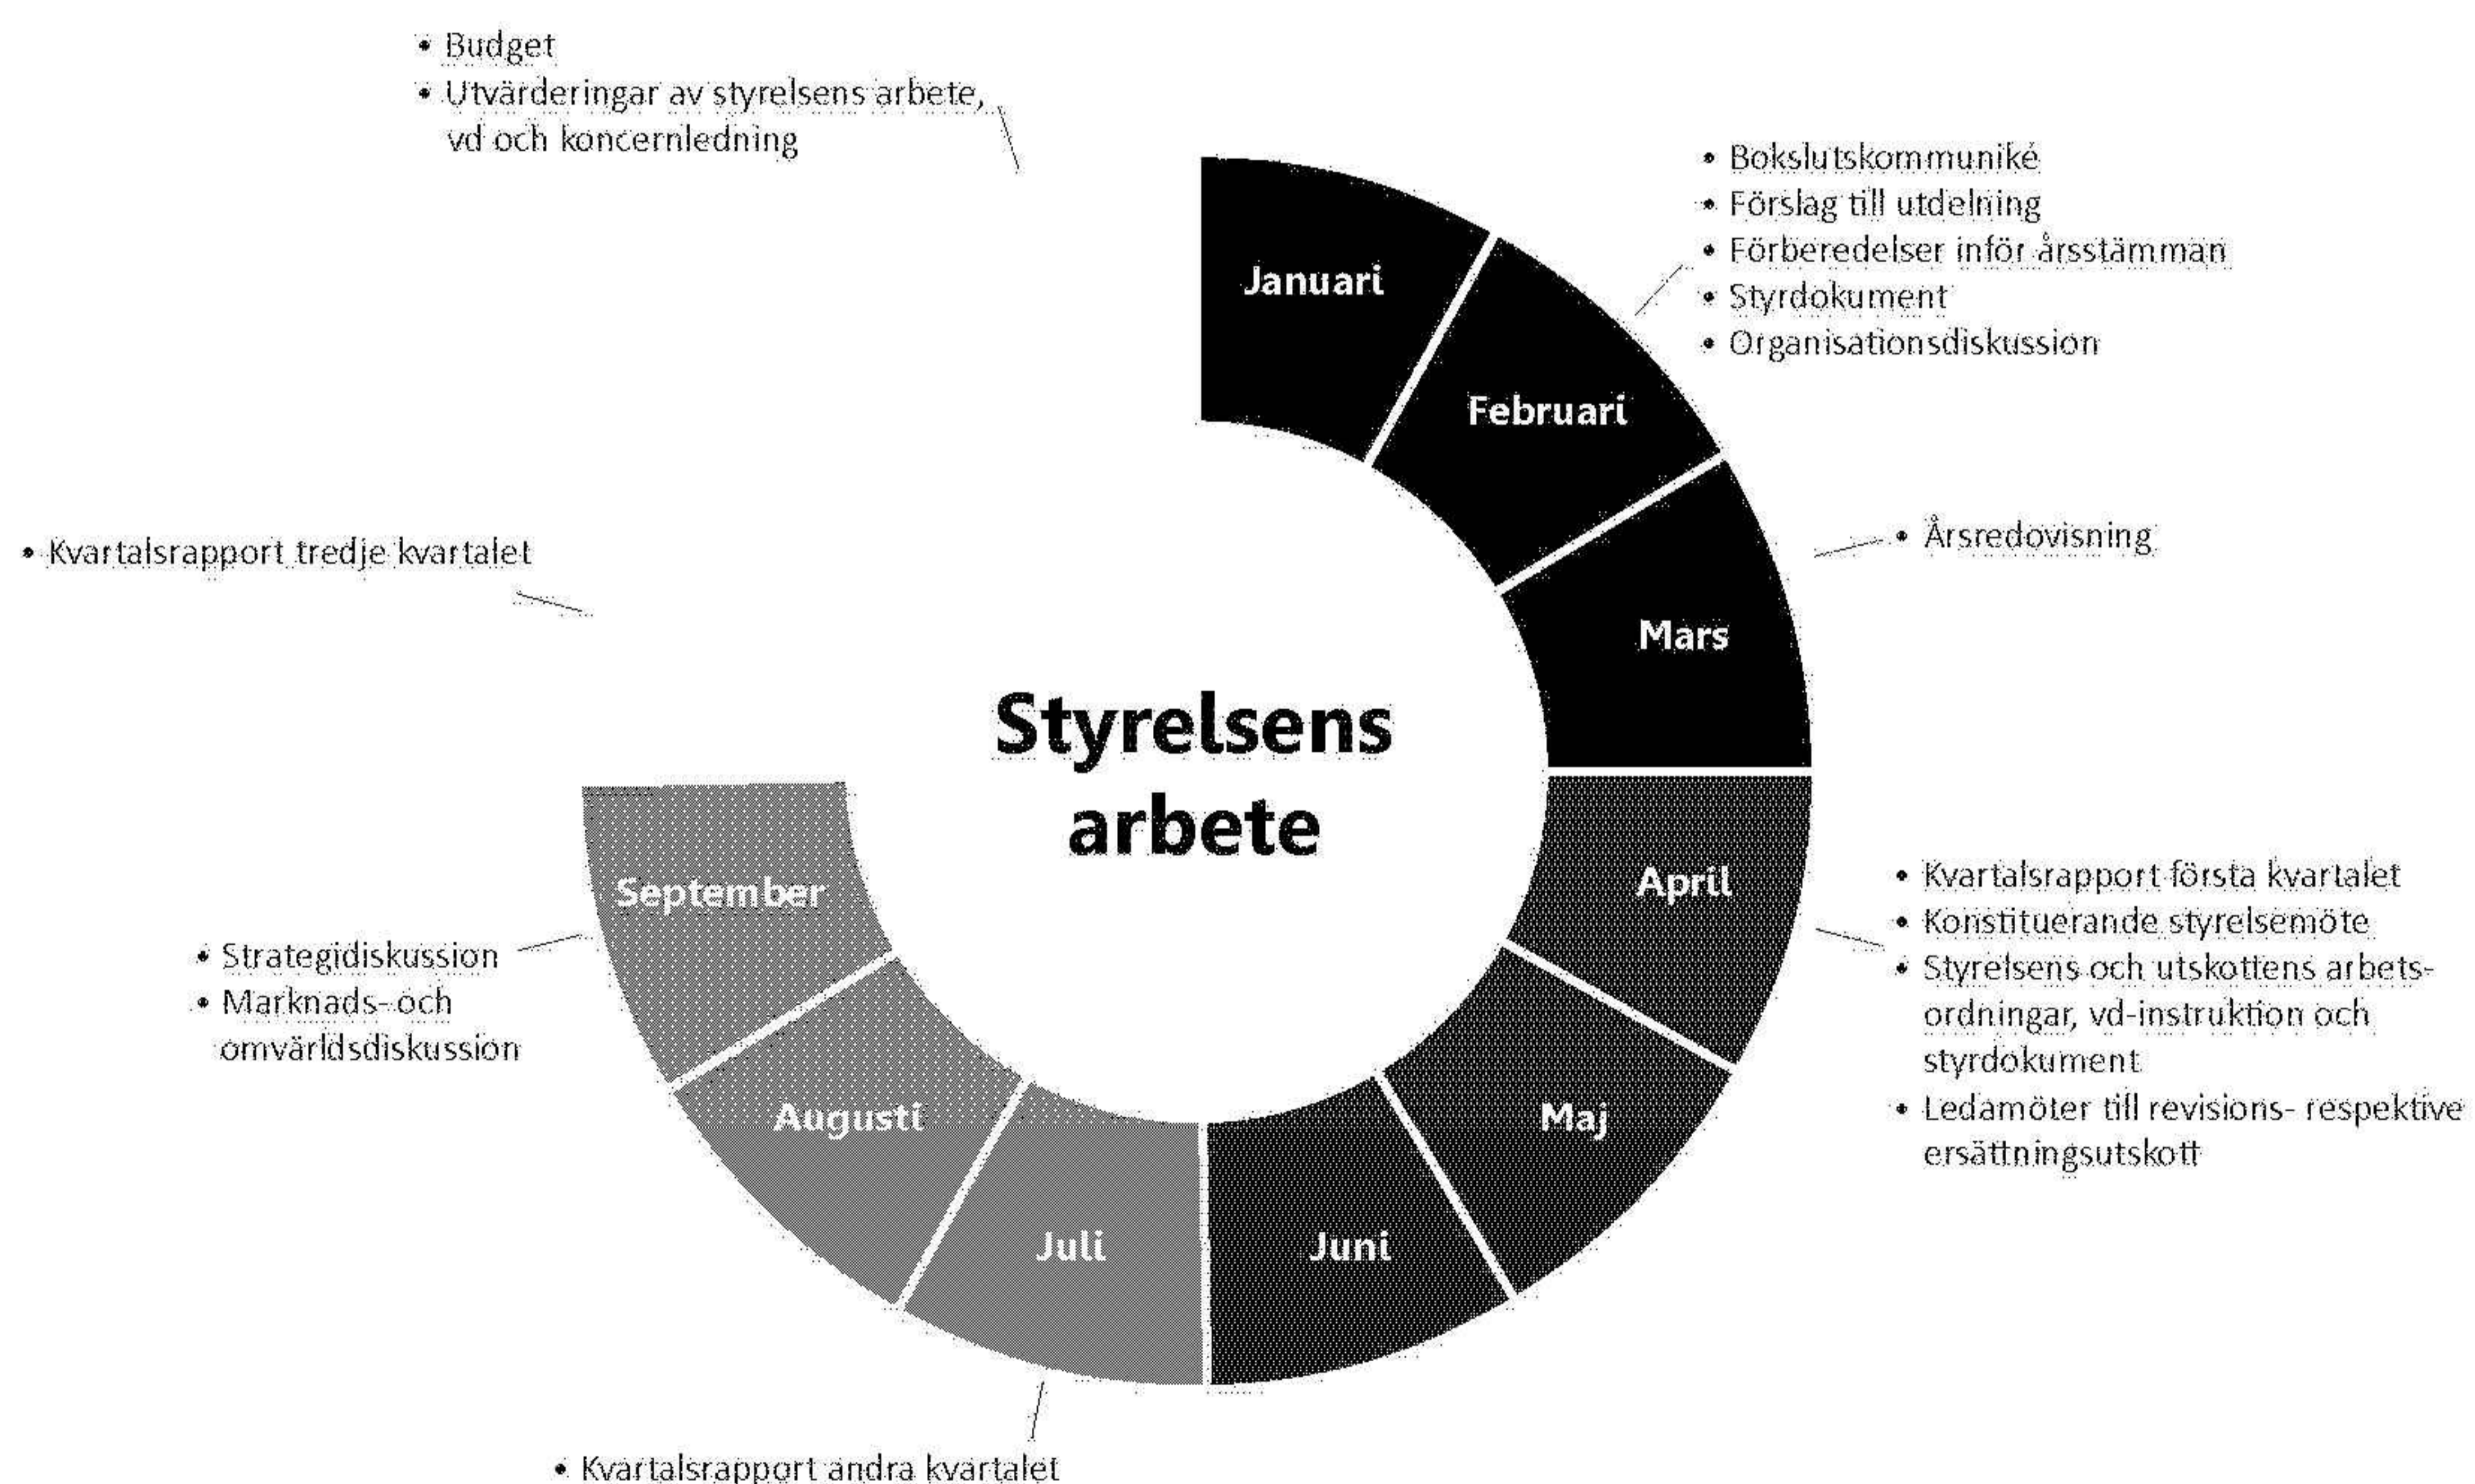 • Budget
• Utvärderingar av styrelsens arbete,
vd och koncernledning
• Bokslutskommuniké
• Förslag till utdelning
• Förberedelser inför årsstämman
• Styrdokument
• Organisationsdiskussion
Januari
Februari
• Årsredovisning
Mars
• Kvartalsrapport tredje kvartalet
Styrelsens
arbete
April
• Kvartalsrapport första kvartalet
• Konstituerande styrelsemöte
• Styrelsens och utskottens arbets-
ordningar, vd-instruktion och
styrdokument
• Ledamöter till revisions- respektive
ersättningsutskott
Maj
Juni
Juli
• Kvartalsrapport andra kvartalet
Augusti
September
• Strategidiskussion
• Marknads- och
omvärldsdiskussion